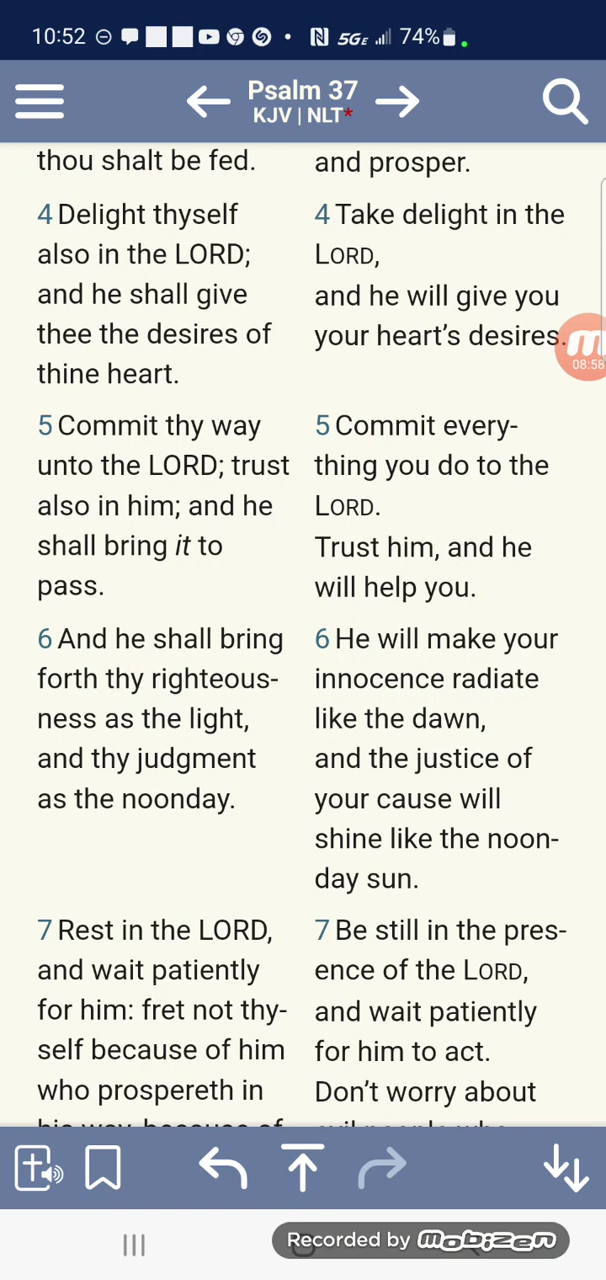 10:52
5GE
74%
Psalm 37
KJV | NLT*
thou shalt be fed.
4 Delight thyself
also in the LORD;
and he shall give
thee the desires of
thine heart.
5 Commit thy way
unto the LORD; trust
also in him; and he
shall bring it to
pass.
6 And he shall bring
forth thy righteous-
ness as the light,
and thy judgment
as the noonday.
7 Rest in the LORD,
and wait patiently
for him: fret not thy-
self because of him
who prospereth in
his way, because of
and prosper.
4 Take delight in the
LORD,
and he will give you
your heart's desires.
5 Commit every-
thing you do to the
LORD.
Trust him, and he
will help you.
6 He will make your
innocence radiate
like the dawn,
and the justice of
your cause will
shine like the noon-
day sun.
7 Be still in the pres-
ence of the LORD,
and wait patiently
for him to act.
Don't worry about
evil people who
08:58
Recorded by mobizen